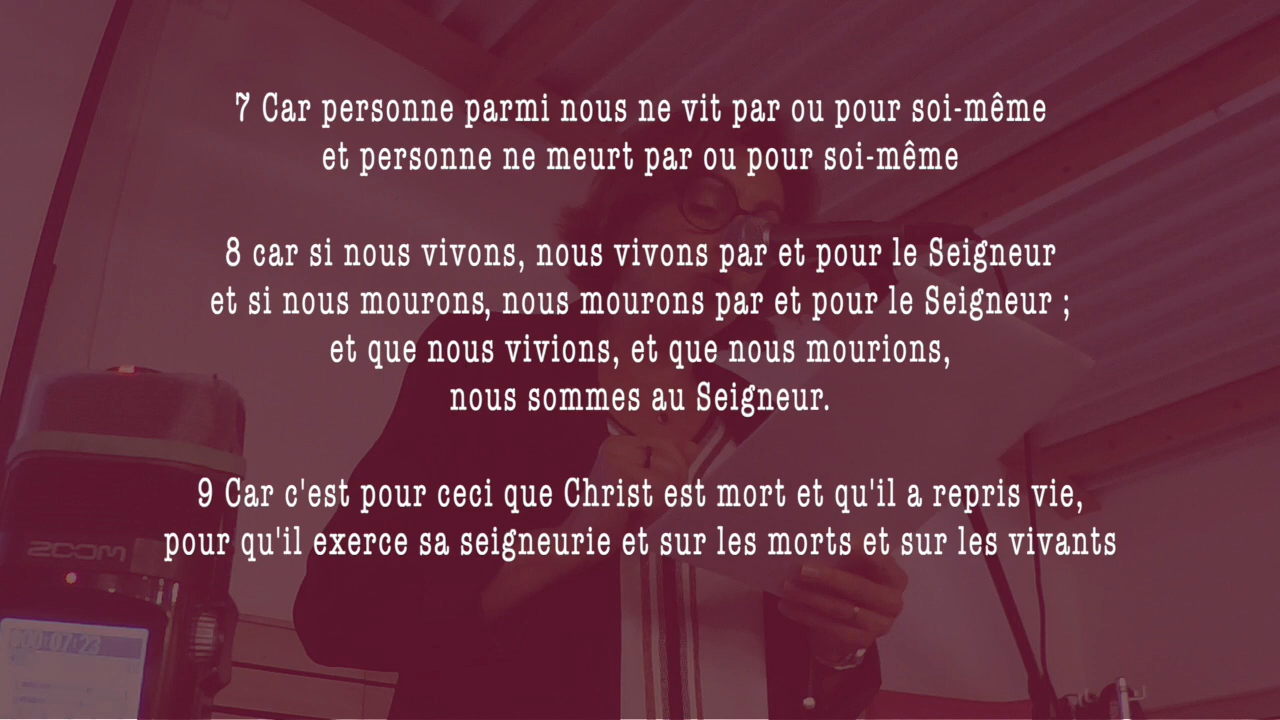 7 Car personne parmi nous ne vit par ou pour soi-même
et personne ne meurt par ou pour soi-même
8 car si nous vivons, nous vivons par et pour le Seigneur
et si nous mourons, nous mourons par et pour le Seigneur ;
et que nous vivions, et que nous mourions,
nous sommes au Seigneur.
9 Car c'est pour ceci que Christ est mort et qu'il a repris vie,
pour qu'il exerce sa seigneurie et sur les morts et sur les vivants
zoom
00:07:23